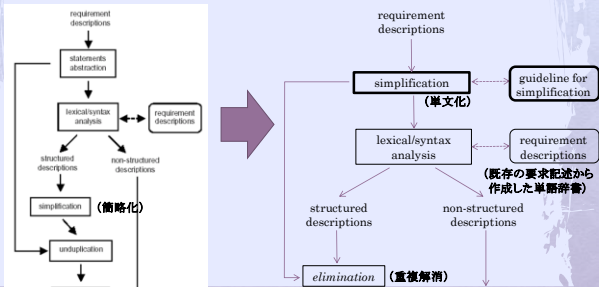 requirement
descriptions
statements
abstraction
lexical/syntax
analysis
requirement
descriptions
structured
descriptions
non-structured
descriptions
simplification
(簡略化)
unduplication
requirement
descriptions
simplification
(単文化)
guideline for
simplification
lexical/syntax
analysis
requirement
descriptions
(既存の要求記述から
作成した単語辞書)
structured
descriptions
non-structured
descriptions
elimination
(重複解消)